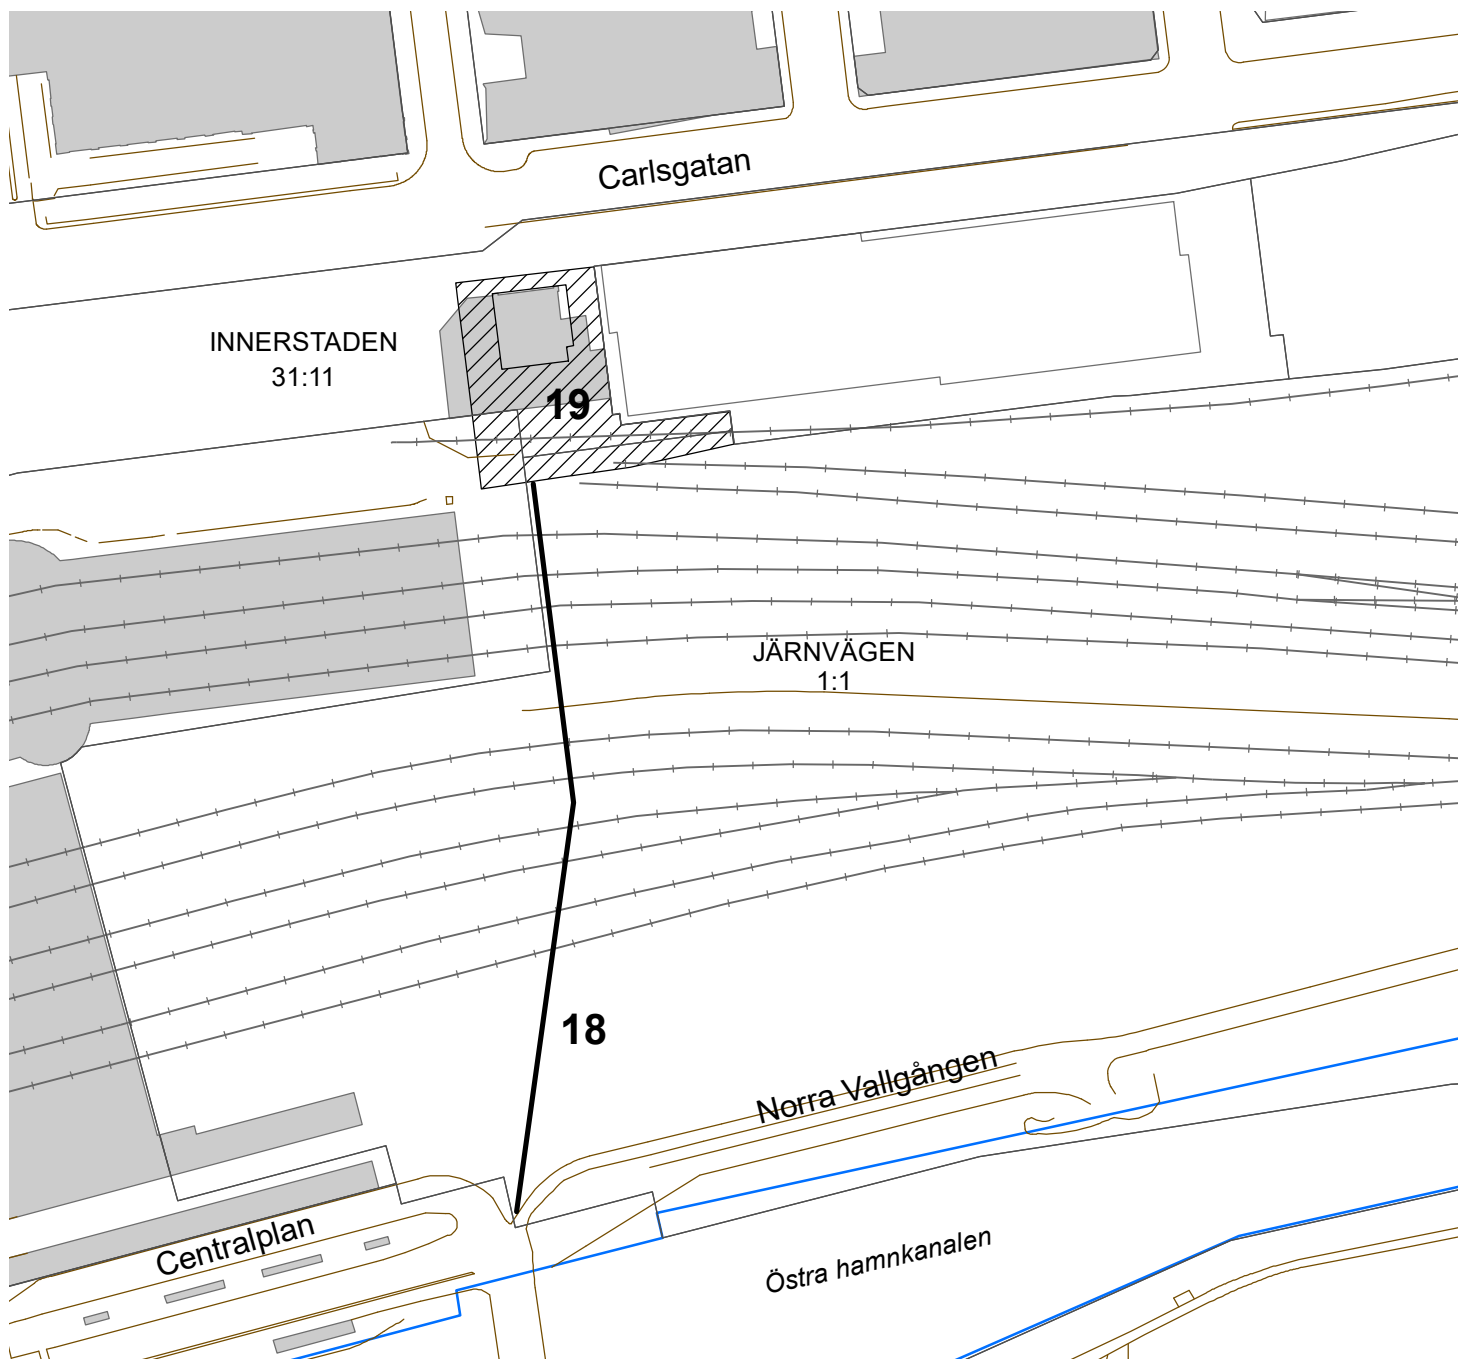 Carlsgatan
INNERSTADEN
31:11
19
JÄRNVÄGEN
1:1
18
Norra Vallgången
Centralplan
Östra hamnkanalen